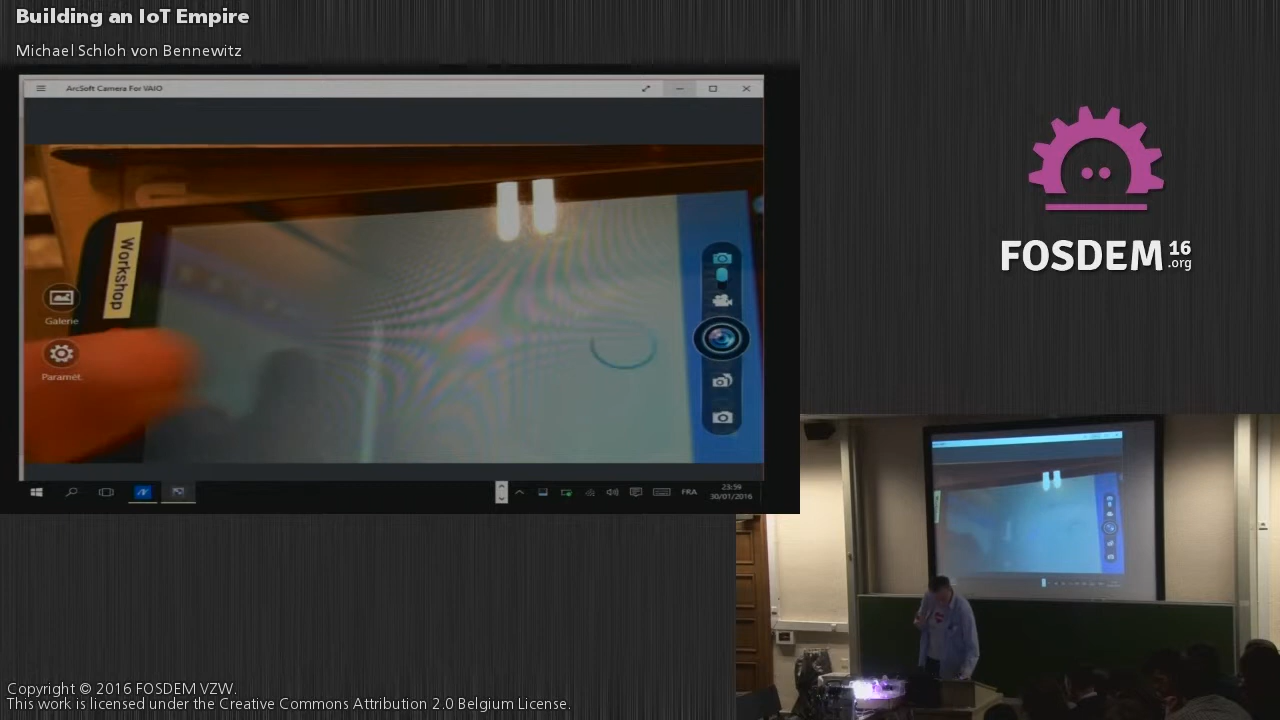 Building an IoT Empire
Michael Schloh von Bennewitz
ArcSoft Camera For VAIO
Workshop
Galerie
Paramét.
FRA
23:59
30/01/2016
FOSDEM 16
.org
Copyright © 2016 FOSDEM VZW.
This work is licensed under the Creative Commons Attribution 2.0 Belgium License.